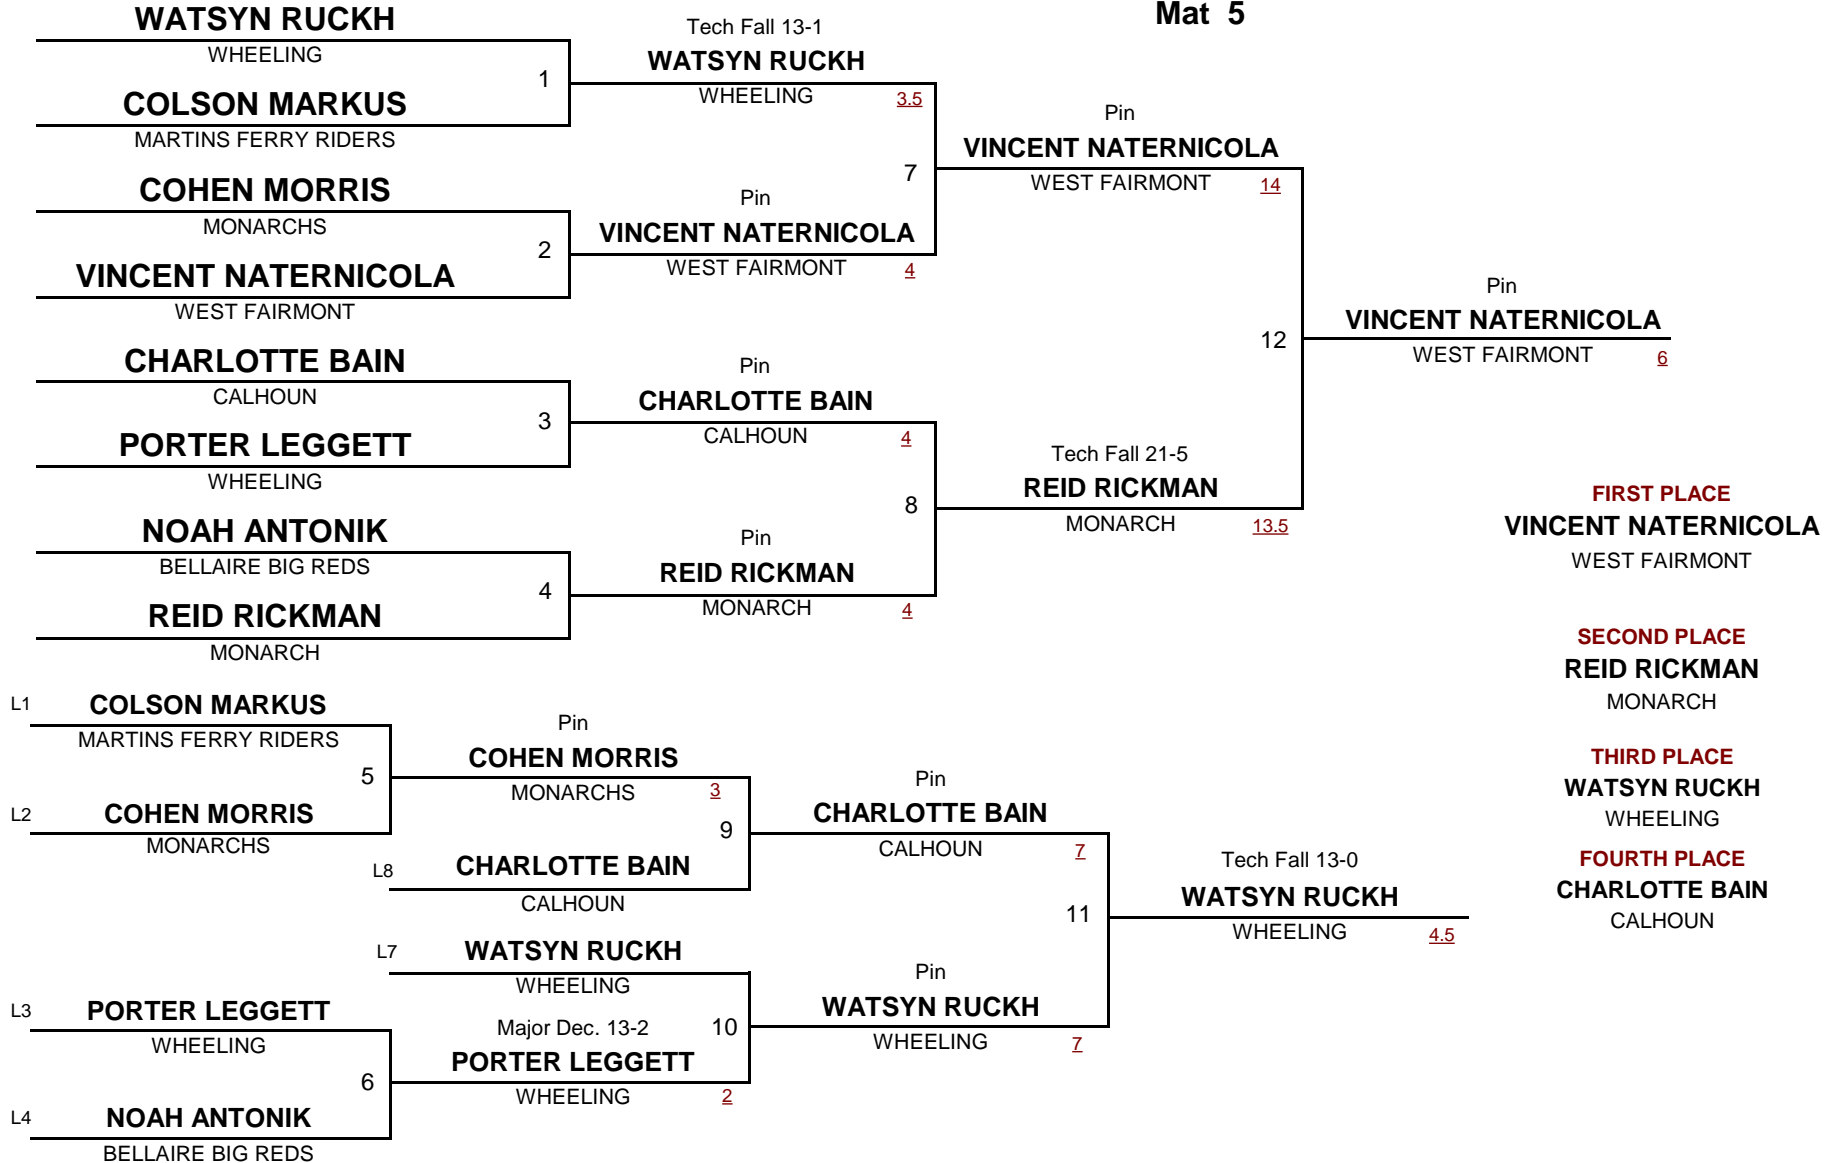 Mat 5
WATSYN RUCKH
WHEELING
1
COLSON MARKUS
MARTINS FERRY RIDERS
COHEN MORRIS
MONARCHS
2
VINCENT NATERNICOLA
WEST FAIRMONT
CHARLOTTE BAIN
CALHOUN
3
PORTER LEGGETT
WHEELING
NOAH ANTONIK
BELLAIRE BIG REDS
4
REID RICKMAN
MONARCH
Tech Fall 13-1
WATSYN RUCKH
WHEELING 3.5
7
Pin
VINCENT NATERNICOLA
WEST FAIRMONT 4
Pin
CHARLOTTE BAIN
CALHOUN 4
8
Pin
REID RICKMAN
MONARCH 4
Pin
VINCENT NATERNICOLA
WEST FAIRMONT 14
12
Tech Fall 21-5
REID RICKMAN
MONARCH 13.5
Pin
VINCENT NATERNICOLA
WEST FAIRMONT 6
L1 COLSON MARKUS
MARTINS FERRY RIDERS
5
L2 COHEN MORRIS
MONARCHS
L3 PORTER LEGGETT
WHEELING
6
L4 NOAH ANTONIK
BELLAIRE BIG REDS
Pin
COHEN MORRIS
MONARCHS 3
9
L8 CHARLOTTE BAIN
CALHOUN
L7 WATSYN RUCKH
WHEELING
Major Dec. 13-2 10
PORTER LEGGETT
WHEELING 2
Pin
CHARLOTTE BAIN
CALHOUN 7
11
Pin
WATSYN RUCKH
WHEELING 7
Tech Fall 13-0
WATSYN RUCKH
WHEELING 4.5
FIRST PLACE
VINCENT NATERNICOLA
WEST FAIRMONT
SECOND PLACE
REID RICKMAN
MONARCH
THIRD PLACE
WATSYN RUCKH
WHEELING
FOURTH PLACE
CHARLOTTE BAIN
CALHOUN